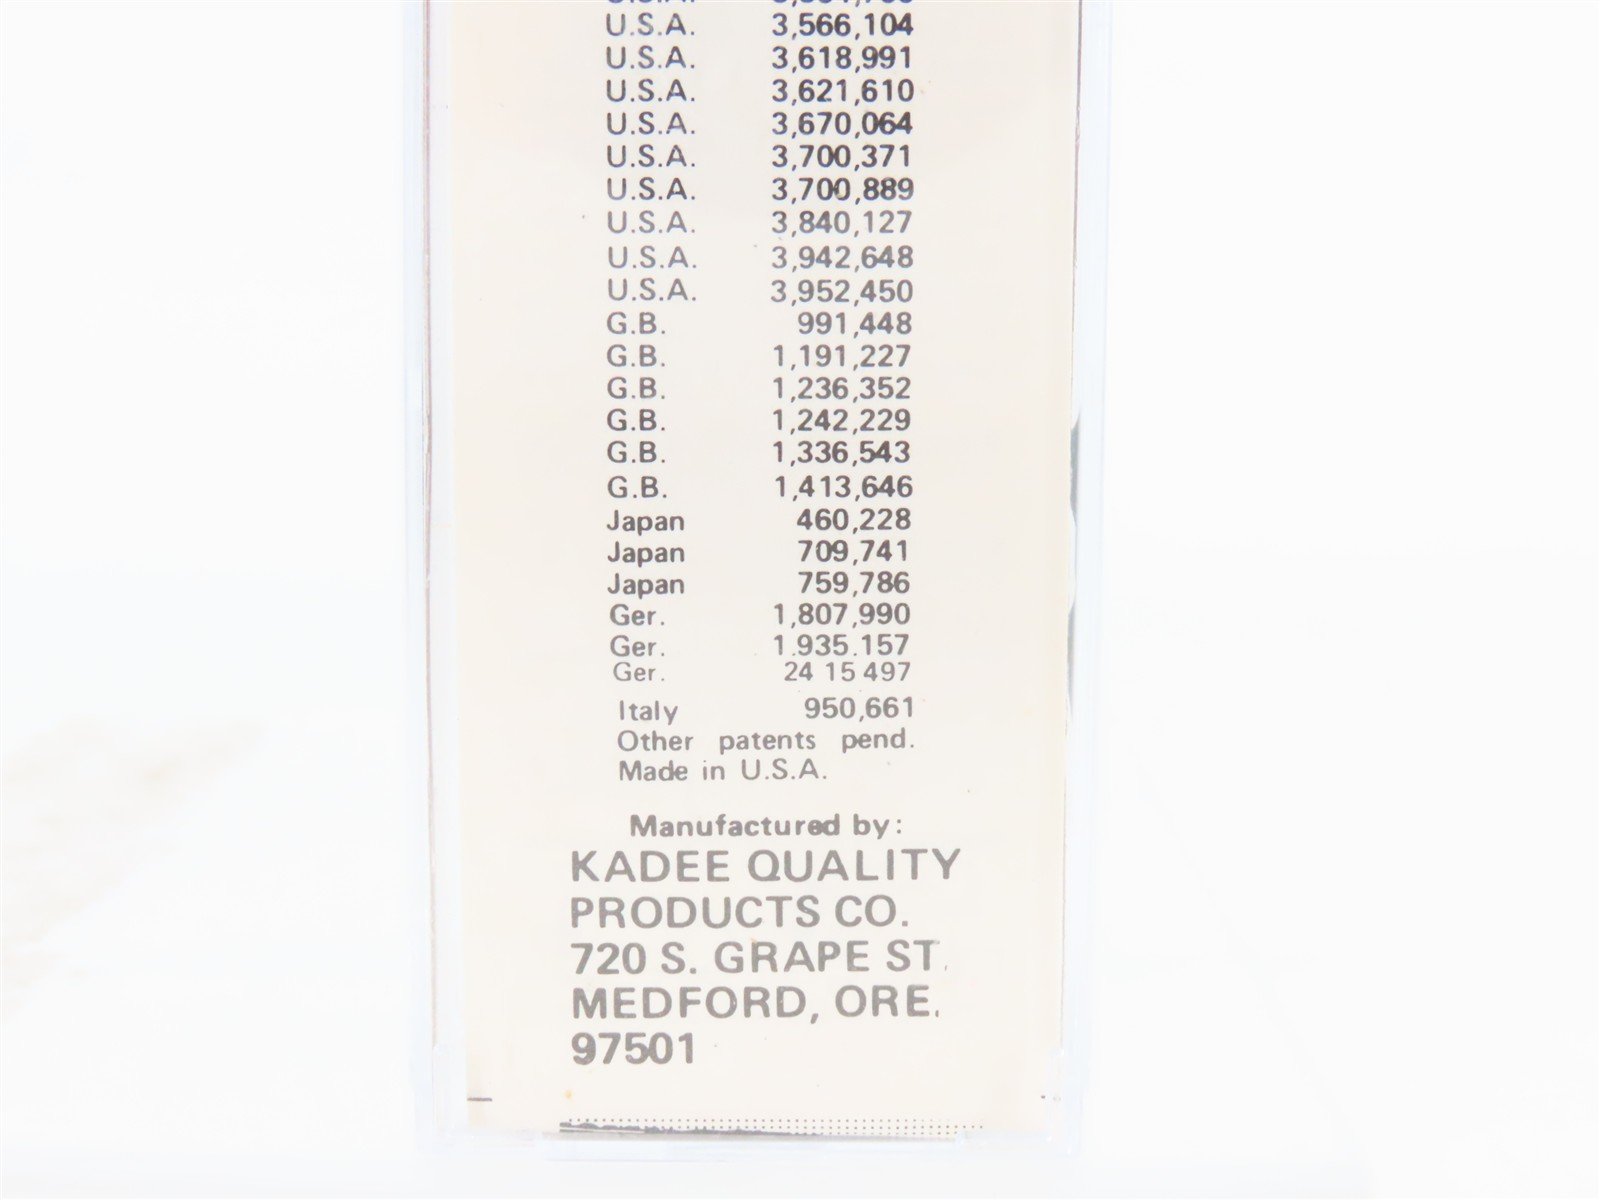 U.S.A. 3,566,104
U.S.A. 3,618,991
U.S.A. 3,621,610
U.S.A. 3,670,064
U.S.A. 3,700,371
U.S.A. 3,700,889
U.S.A. 3,840,127
U.S.A. 3,942,648
U.S.A. 3,952,450
G.B. 991,448
G.B. 1,191,227
G.B. 1,236,352
G.B. 1,242,229
G.B. 1,336,543
G.B. 1,413,646
Japan 460,228
Japan 709,741
Japan 759,786
Ger. 1,807,990
Ger. 1.935.157
Ger. 24 15 497
Italy 950,661
Other patents pend.
Made in U.S.A.
Manufactured by:
KADEE QUALITY
PRODUCTS CO.
720 S. GRAPE ST.
MEDFORD, ORE.
97501